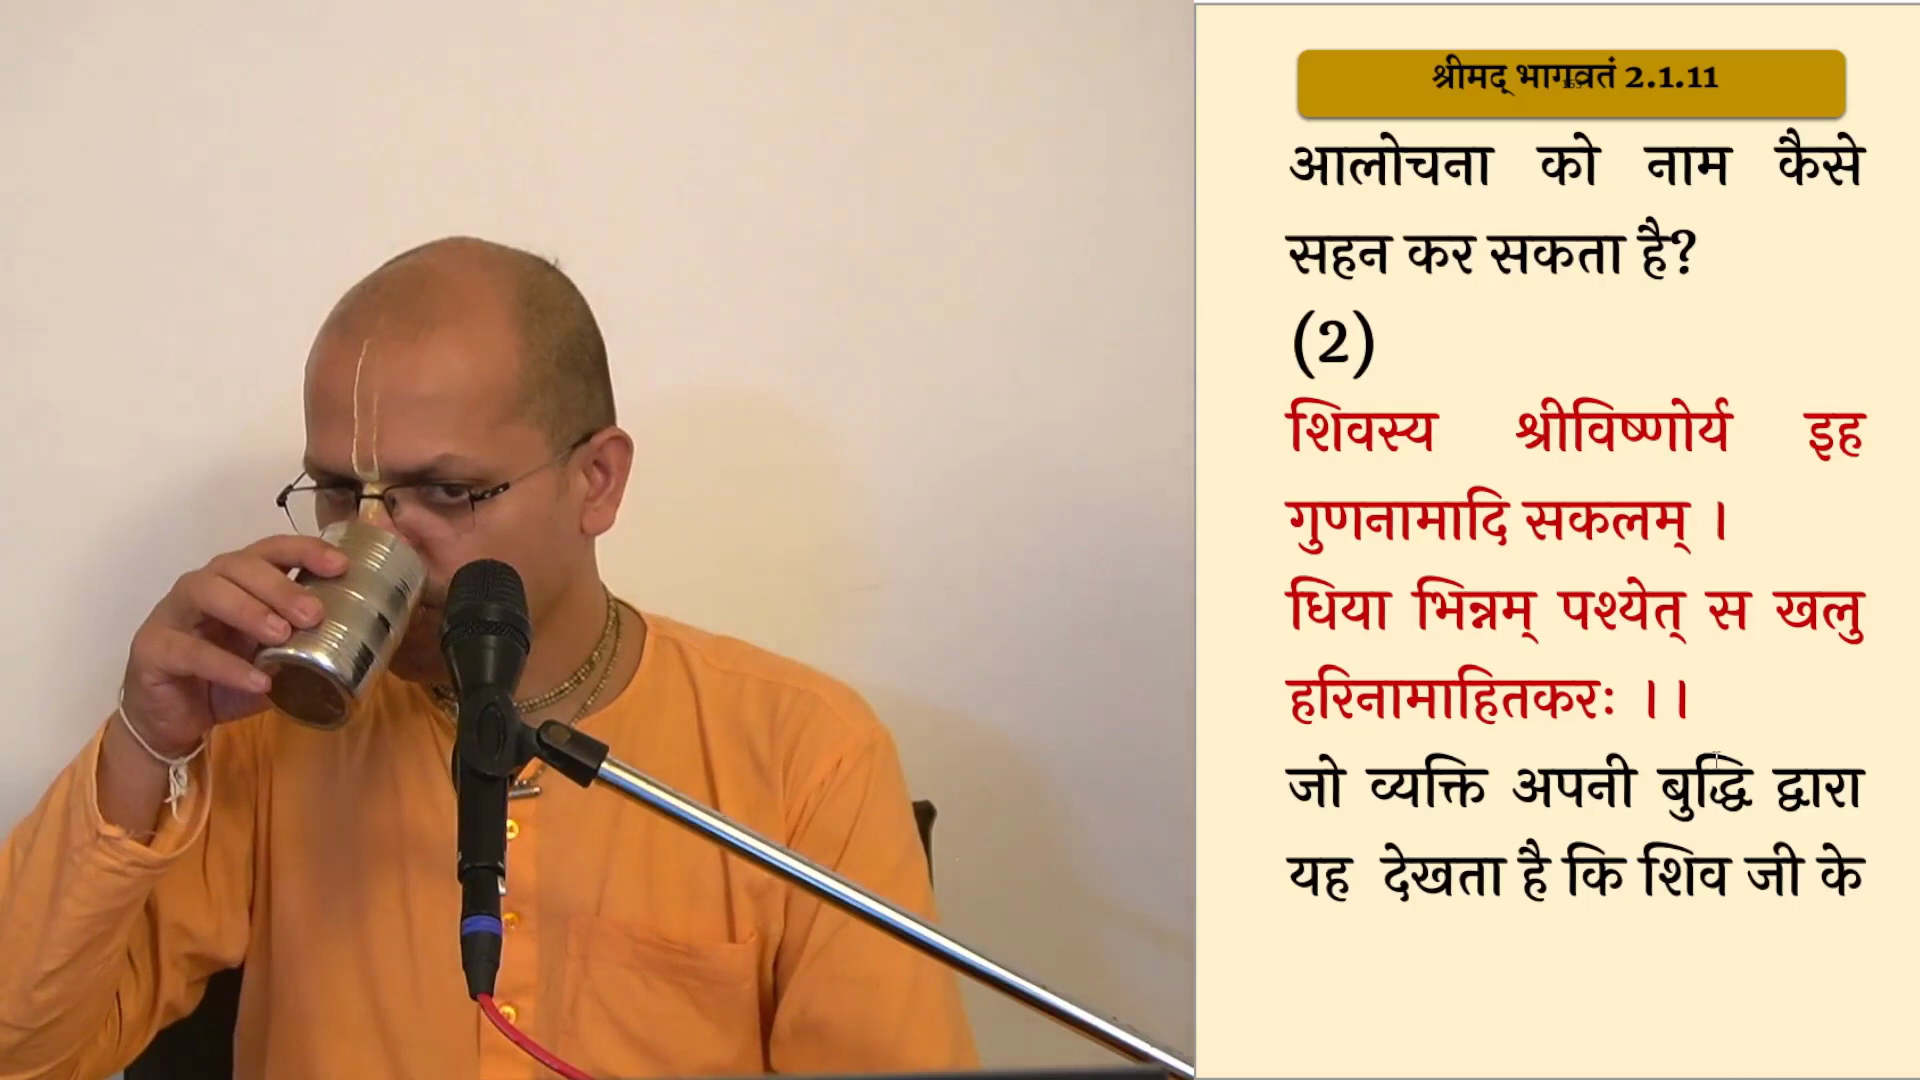 श्रीमद् भागवतं 2.1.11
आलोचना को नाम कैसे
सहन कर सकता है?
(2)
शिवस्य श्रीविष्णोर्य इह
गुणनामादि सकलम् ।
धिया भिन्नम् पश्येत् स खलु
हरिनामाहितकरः ।।
जो व्यक्ति अपनी बुद्धि द्वारा
यह देखता है कि शिव जी के